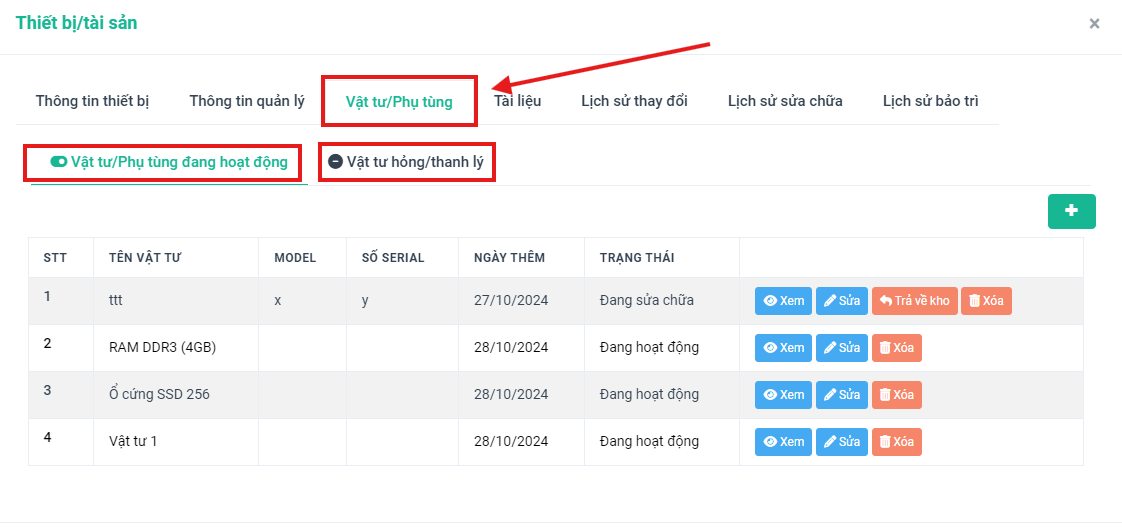 Thiết bị/tài sản
×
Thông tin thiết bị Thông tin quản lý Vật tư/Phụ tùng Tài liệu Lịch sử thay đổi Lịch sử sửa chữa Lịch sử bảo trì
Vật tư/Phụ tùng đang hoạt động Vật tư hỏng/thanh lý
STT TÊN VẬT TƯ MODEL SỐ SERIAL NGÀY THÊM TRẠNG THÁI
1 ttt x y 27/10/2024 Đang sửa chữa Xem Sửa Trả về kho Xóa
2 RAM DDR3 (4GB) 28/10/2024 Đang hoạt động Xem Sửa Xóa
3 Ổ cứng SSD 256 28/10/2024 Đang hoạt động Xem Sửa Xóa
4 Vật tư 1 28/10/2024 Đang hoạt động Xem Sửa Xóa